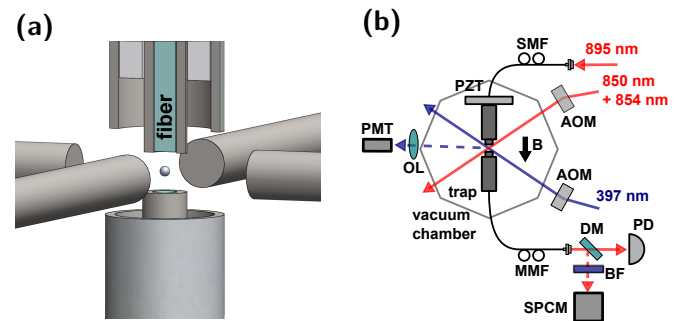 (a)
fiber
(b)
SMF
895 nm
PZT
850 nm
+ 854 nm
AOM
PMT
OL
B
AOM
trap
397 nm
vacuum
chamber
DM
PD
MMF
BF
SPCM